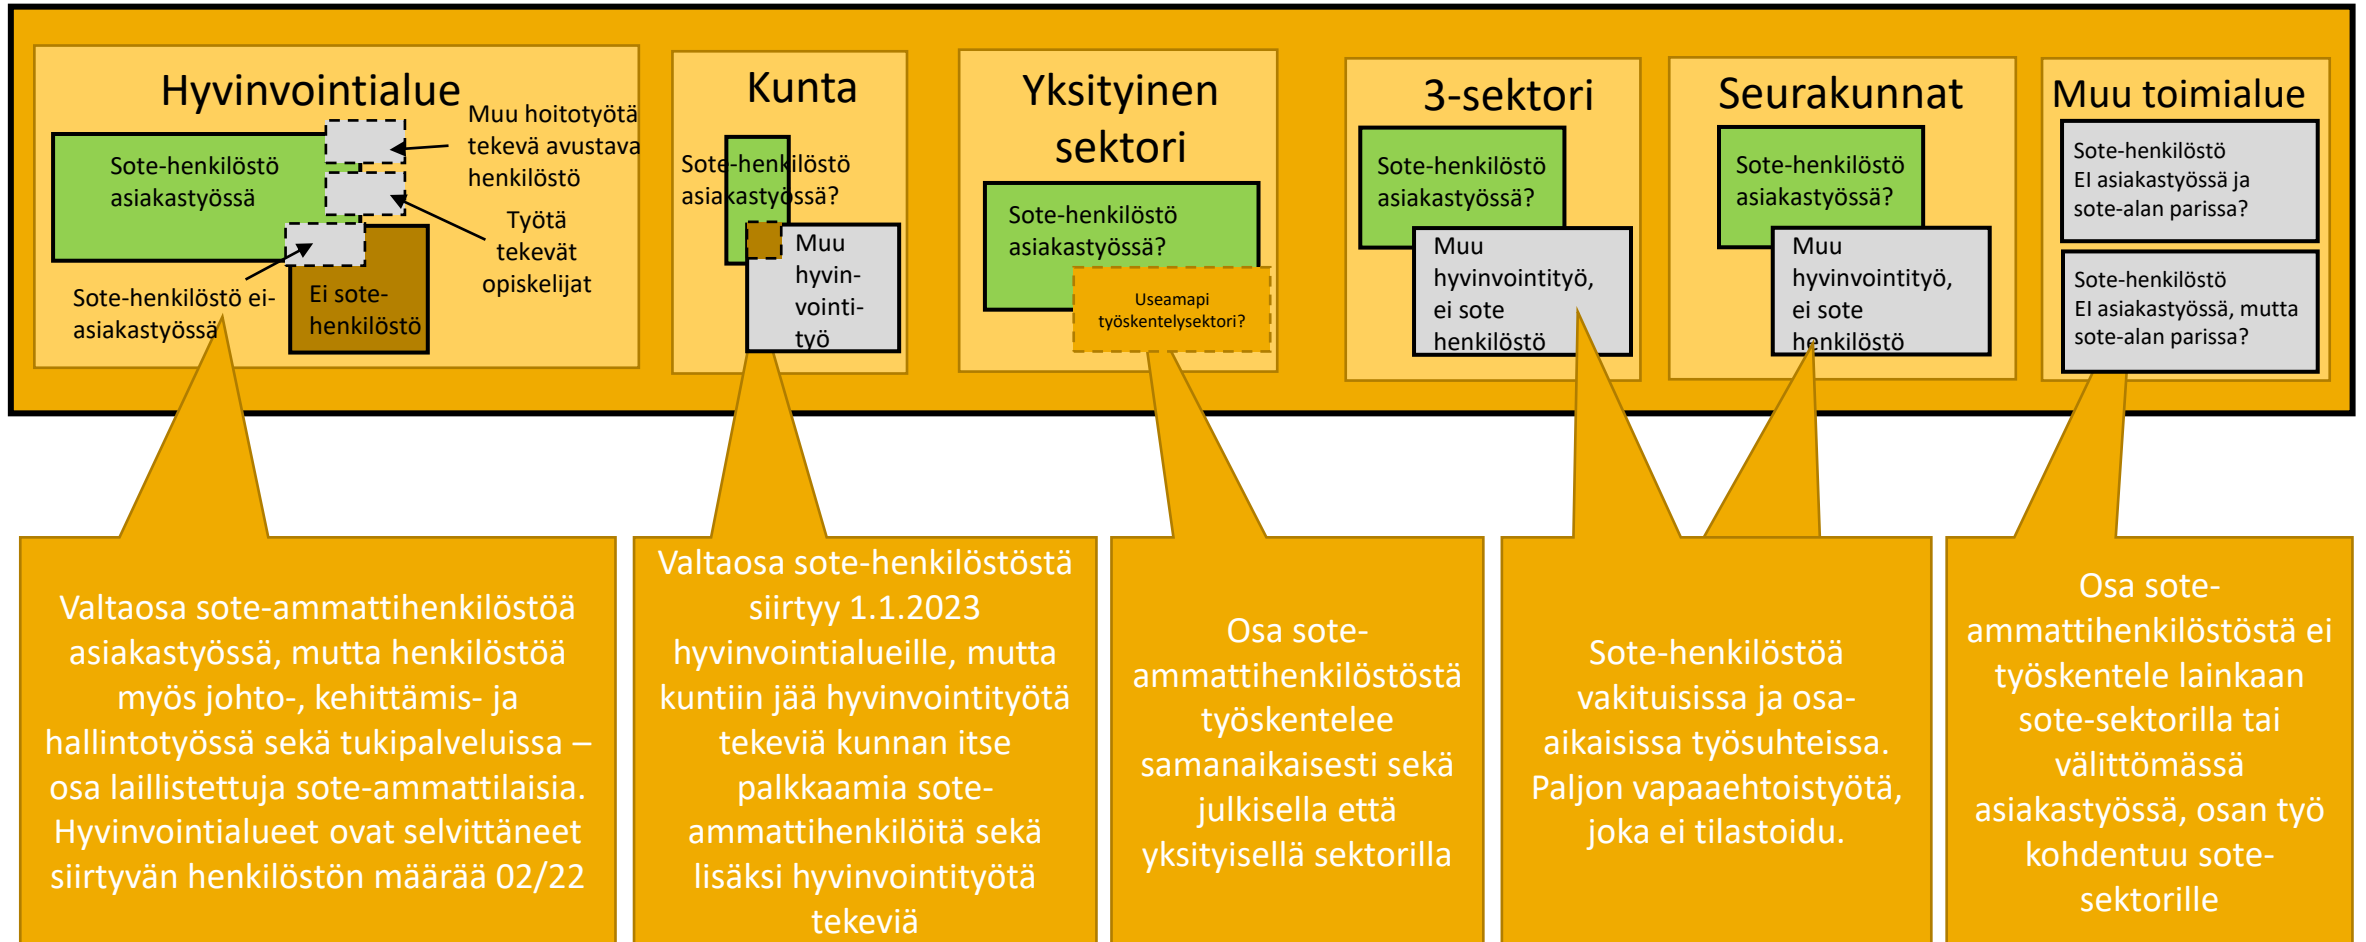 Hyvinvointialue
Sote-henkilöstö
asiakastyössä
Muu hoitotyötä
tekevä avustava
henkilöstö
Työtä
tekevät
opiskelijat
Sote-henkilöstö ei-
asiakastyössä
Ei sote-
henkilöstö
Kunta
Sote-henkilöstö
asiakastyössä?
Muu
hyvin-
vointi-
työ
Yksityinen
sektori
Sote-henkilöstö
asiakastyössä?
Useamapi
työskentelysektori?
3-sektori
Sote-henkilöstö
asiakastyössä?
Muu
hyvinvointityö,
ei sote
henkilöstö
Seurakunnat
Sote-henkilöstö
asiakastyössä?
Muu
hyvinvointityö,
ei sote
henkilöstö
Muu toimialue
Sote-henkilöstö
EI asiakastyössä ja
sote-alan parissa?
Sote-henkilöstö
EI asiakastyössä, mutta
sote-alan parissa?
Valtaosa sote-ammattihenkilöstöä
asiakastyössä, mutta henkilöstöä
myös johto-, kehittämis- ja
hallintotyössä sekä tukipalveluissa –
osa laillistettuja sote-ammattilaisia.
Hyvinvointialueet ovat selvittäneet
siirtyvän henkilöstön määrää 02/22
Valtaosa sote-henkilöstöstä
siirtyy 1.1.2023
hyvinvointialueille, mutta
kuntiin jää hyvinvointityötä
tekeviä kunnan itse
palkkaamia sote-
ammattihenkilöitä sekä
lisäksi hyvinvointityötä
tekeviä
Osa sote-
ammattihenkilöstöstä
työskentelee
samanaikaisesti sekä
julkisella että
yksityisellä sektorilla
Sote-henkilöstöä
vakituisissa ja osa-
aikaisissa työsuhteissa.
Paljon vapaaehtoistyötä,
joka ei tilastoidu.
Osa sote-
ammattihenkilöstöstä ei
työskentele lainkaan
sote-sektorilla tai
välittömässä
asiakastyössä, osan työ
kohdentuu sote-
sektorille